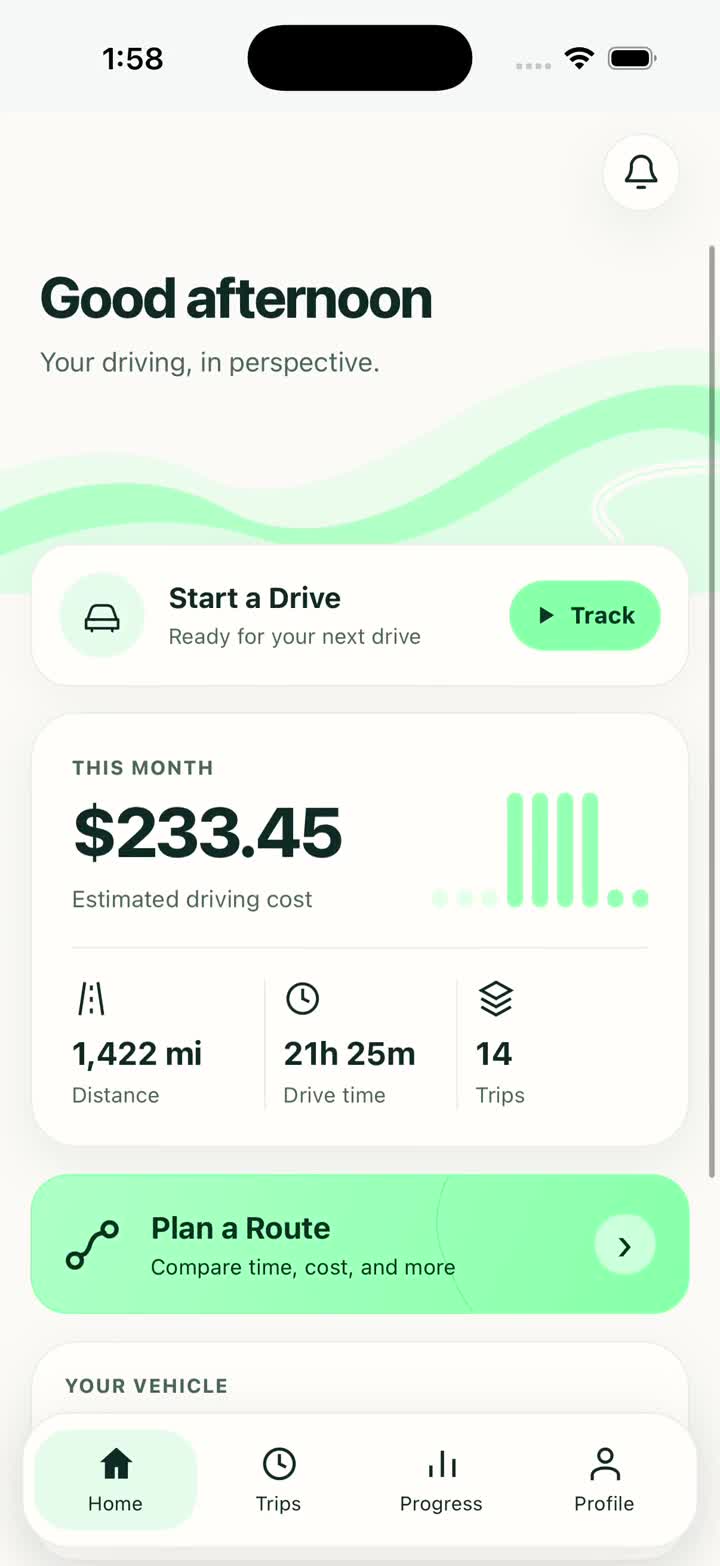 1:58
Good afternoon
Your driving, in perspective.
Start a Drive
Ready for your next drive
Track
THIS MONTH
$233.45
Estimated driving cost
1,422 mi
Distance
21h 25m
Drive time
14
Trips
Plan a Route
Compare time, cost, and more
YOUR VEHICLE
Home
Trips
Progress
Profile